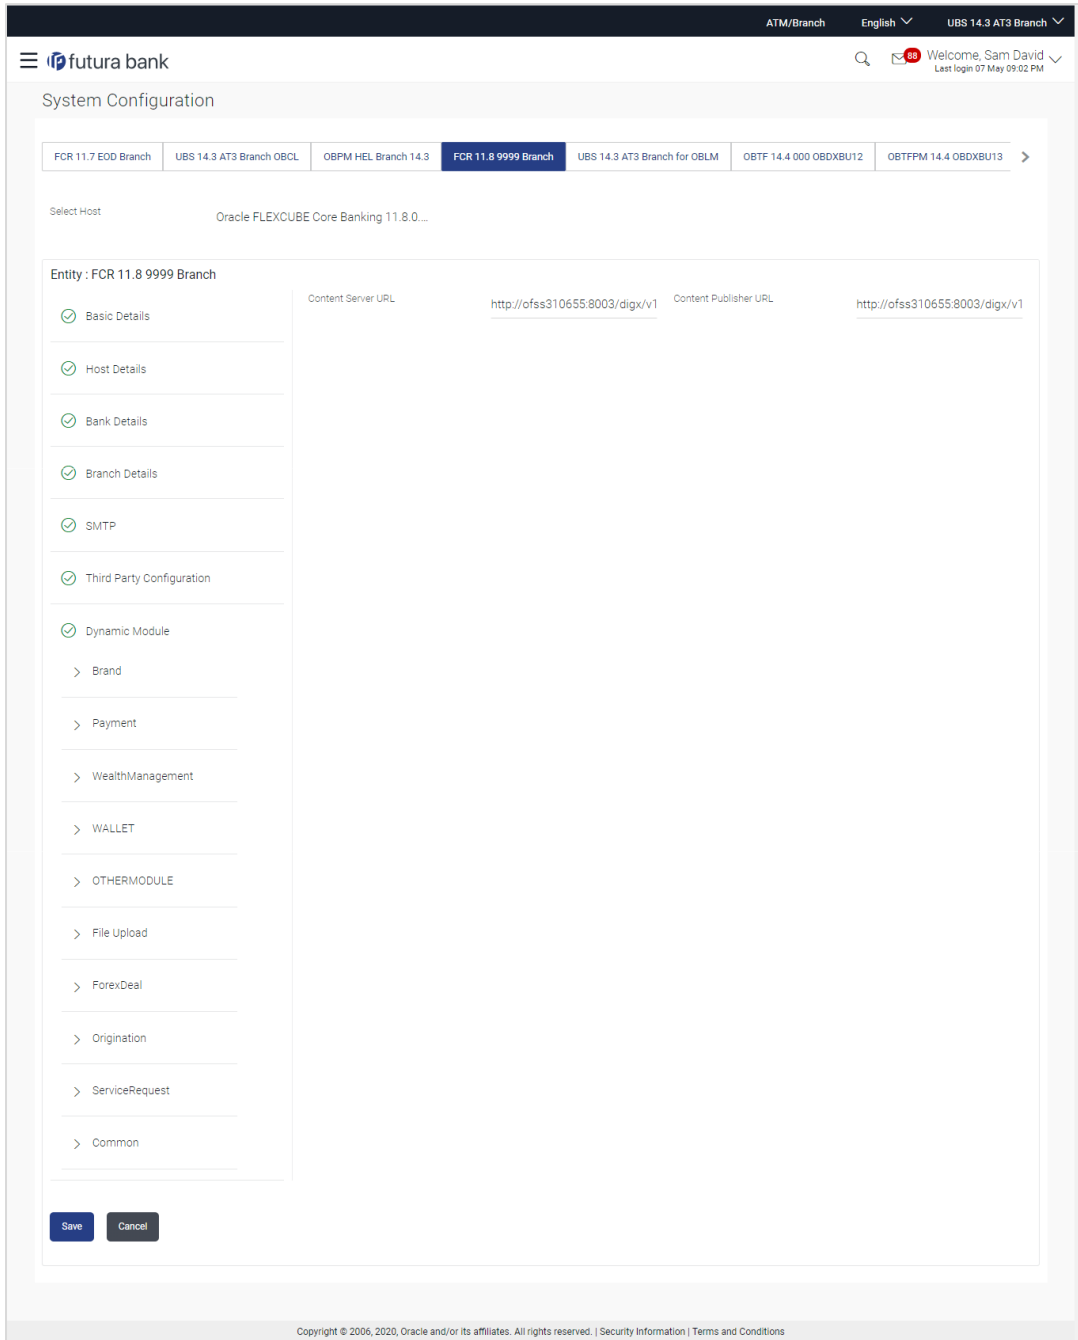 ATM/Branch English UBS 14.3 AT3 Branch
futura bank 88 Welcome, Sam David
Last login 07 May 09:02 PM
System Configuration
FCR 11.7 EOD Branch UBS 14.3 AT3 Branch OBCL OBPM HEL Branch 14.3 FCR 11.8 9999 Branch UBS 14.3 AT3 Branch for OBLM OBTF 14.4 000 OBDXBU12 OBTFPM 14.4 OBDXBU13
Select Host Oracle FLEXCUBE Core Banking 11.8.0....
Entity : FCR 11.8 9999 Branch
Content Server URL http://ofss310655:8003/digx/v1 Content Publisher URL http://ofss310655:8003/digx/v1
Basic Details
Host Details
Bank Details
Branch Details
SMTP
Third Party Configuration
Dynamic Module
Brand
Payment
WealthManagement
WALLET
OTHERMODULE
File Upload
ForexDeal
Origination
ServiceRequest
Common
Save Cancel
Copyright © 2006, 2020, Oracle and/or its affiliates. All rights reserved. | Security Information | Terms and Conditions